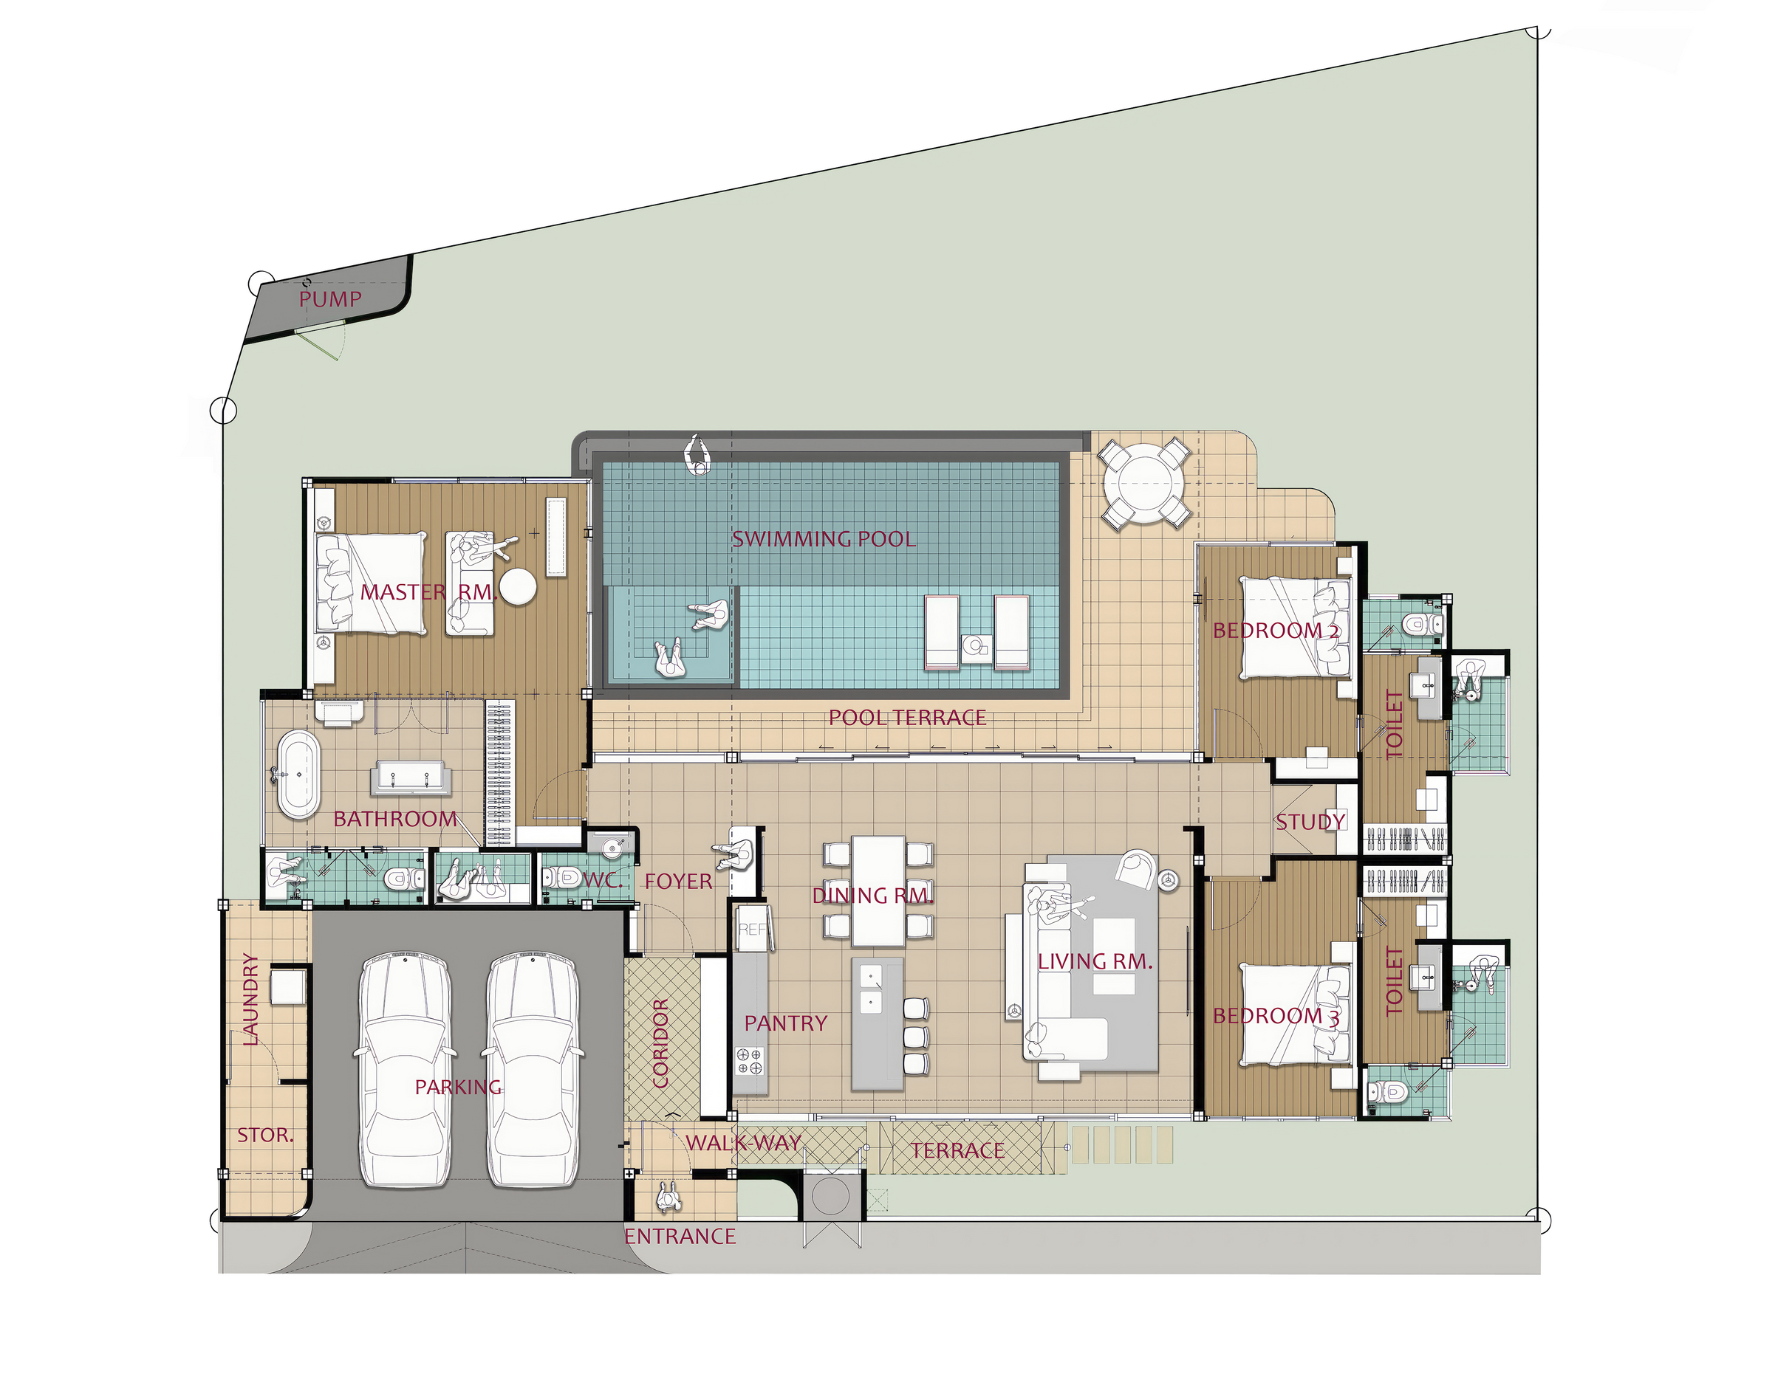 PUMP
SWIMMING POOL
MASTER RM.
BEDROOM 2
POOL TERRACE
TOILET
BATHROOM
STUDY
WC.
FOYER
DINING RM.
REF
LIVING RM.
LAUNDRY
CORIDOR
PANTRY
BEDROOM 3
TOILET
PARKING
STOR.
WALK-WAY
TERRACE
ENTRANCE